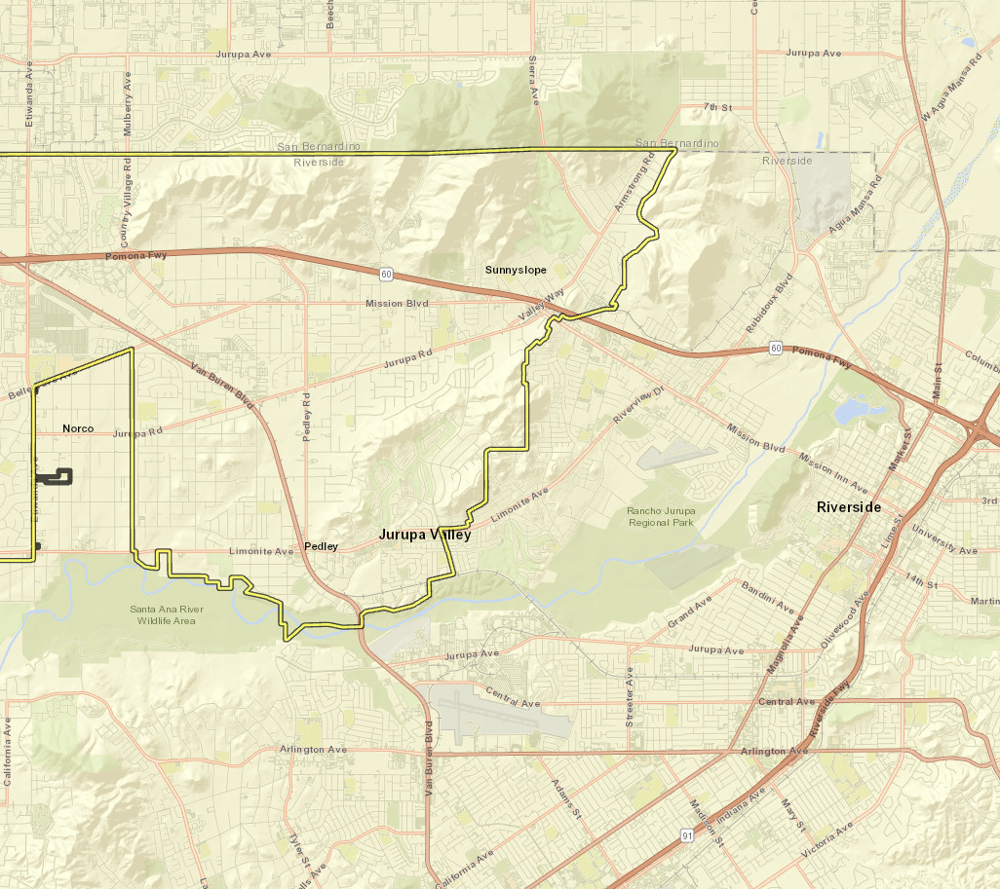 Beech
Cen
Jurupa Ave
Jurupa Ave
Etiwanda Ave
Mulberry Ave
Sierra Ave
W Agua Mansa Rd
7th St
San Bernardino
Riverside
San Bernardino
Riverside
Country Village Rd
Armstrong Rd
Agua Mansa Rd
Pomona Fwy
60
Sunnyslope
Mission Blvd
Valley Way
Rubidoux Blvd
60
Pomona Fwy
Jurupa Rd
Columb
Main St
Van Buren Blvd
Belle
Norco
Jurupa Rd
Pedley Rd
Riverview Dr
Mission Blvd
Mission Inn Ave
Market St
3rd
Limonite Ave
Rancho Jurupa
Regional Park
Riverside
Lime St
University Ave
Jurupa Valley
Pedley
Limonite Ave
14th St
Santa Ana River
Wildlife Area
Grand Ave
Bandini Ave
Olivewood Ave
Martin
Magnolia Ave
Jurupa Ave
Jurupa Ave
Streeter Ave
Central Ave
Central Ave
Riverside Fwy
California Ave
Van Buren Blvd
Arlington Ave
Arlington Ave
Adams St
Madison St
Indiana Ave
Mary St
91
Victoria Ave
Tyler St
California Ave
La
lls Ave